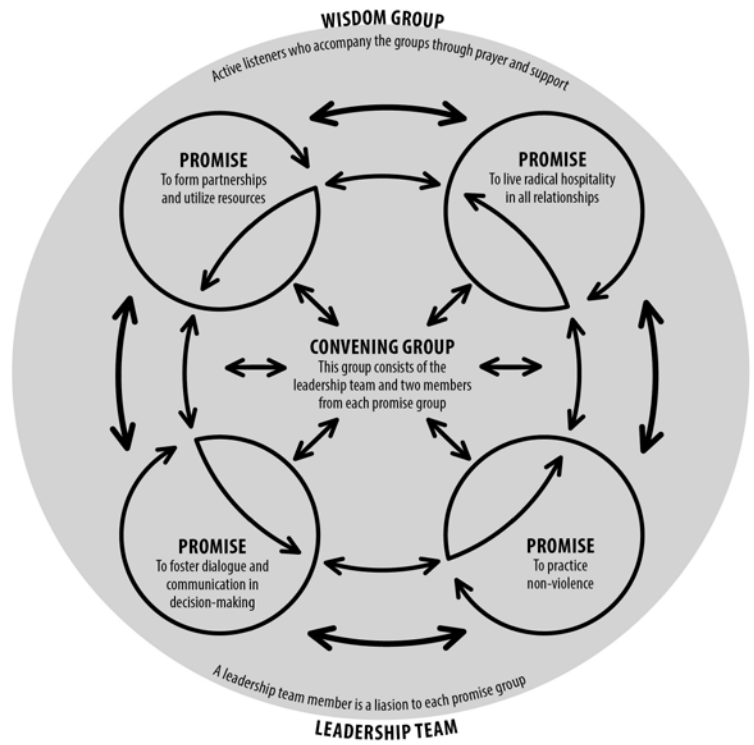 WISDOM GROUP
Active listeners who accompany the groups through prayer and support
PROMISE
To form partnerships
and utilize resources
PROMISE
To live radical hospitality
in all relationships
CONVENING GROUP
This group consists of the
leadership team and two members
from each promise group
PROMISE
To foster dialogue and
communication in
decision-making
PROMISE
To practice
non-violence
A leadership team member is a liasion to each promise group
LEADERSHIP TEAM